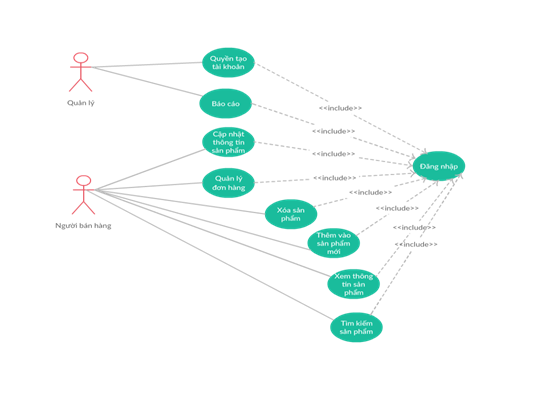 Quyền tạo
tài khoản
Quản lý
Báo cáo
<<include>>
<<include>>
Cập nhật
thông tin
sản phẩm
<<include>>
Đăng nhập
Quản lý
đơn hàng
<<include>>
<<include>>
Người bán hàng
Xóa sản
phẩm
<<include>>
Thêm vào
sản phẩm
mới
<<include>>
<<include>>
Xem thông
tin sản
phẩm
Tìm kiếm
sản phẩm